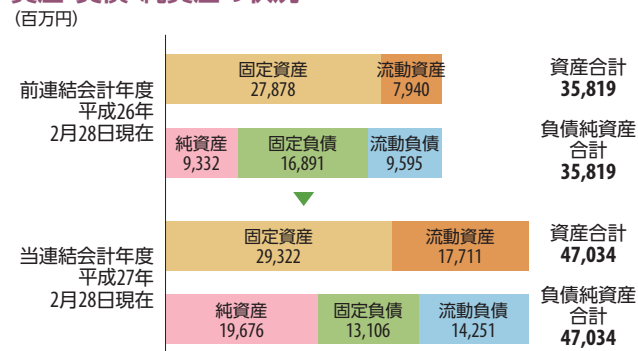 （百万円）
前連結会計年度
平成26年
2月28日現在
固定資産
27,878
流動資産
7,940
資産合計
35,819
純資産
9,332
固定負債
16,891
流動負債
9,595
負債純資産
合計
35,819
当連結会計年度
平成27年
2月28日現在
固定資産
29,322
流動資産
17,711
資産合計
47,034
純資産
19,676
固定負債
13,106
流動負債
14,251
負債純資産
合計
47,034